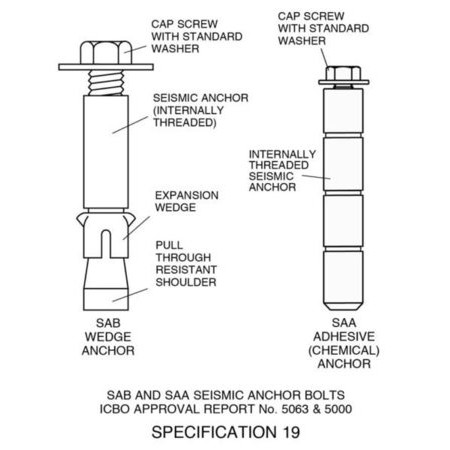 CAP SCREW
WITH STANDARD
WASHER
SEISMIC ANCHOR
(INTERNALLY
THREADED)
EXPANSION
WEDGE
PULL
THROUGH
RESISTANT
SHOULDER
SAB
WEDGE
ANCHOR
CAP SCREW
WITH STANDARD
WASHER
INTERNALLY
THREADED
SEISMIC
ANCHOR
SAA
ADHESIVE
(CHEMICAL)
ANCHOR
SAB AND SAA SEISMIC ANCHOR BOLTS
ICBO APPROVAL REPORT No. 5063 & 5000
SPECIFICATION 19